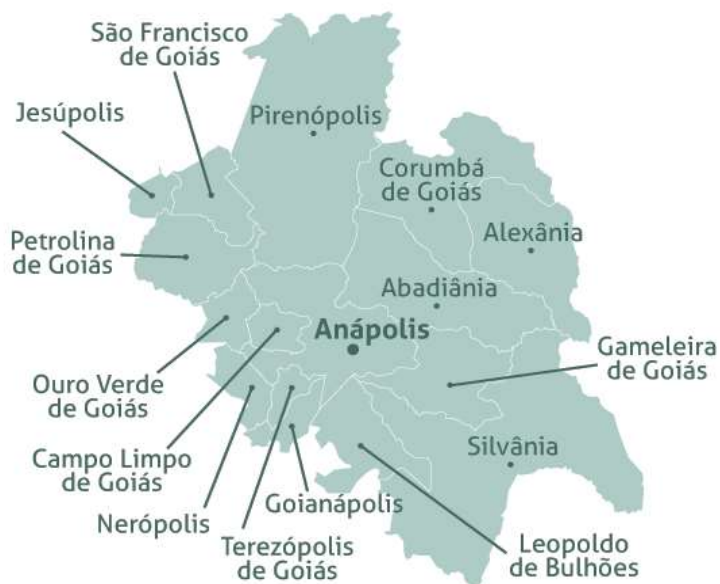 São Francisco
de Goiás
Jesúpolis
Pirenópolis
Corumbá
de Goiás
Alexânia
Petrolina
de Goiás
Abadiânia
Anápolis
Gameleira
de Goiás
Ouro Verde
de Goiás
Campo Limpo
de Goiás
Silvânia
Nerópolis
Goianápolis
Terezópolis
de Goiás
Leopoldo
de Bulhões